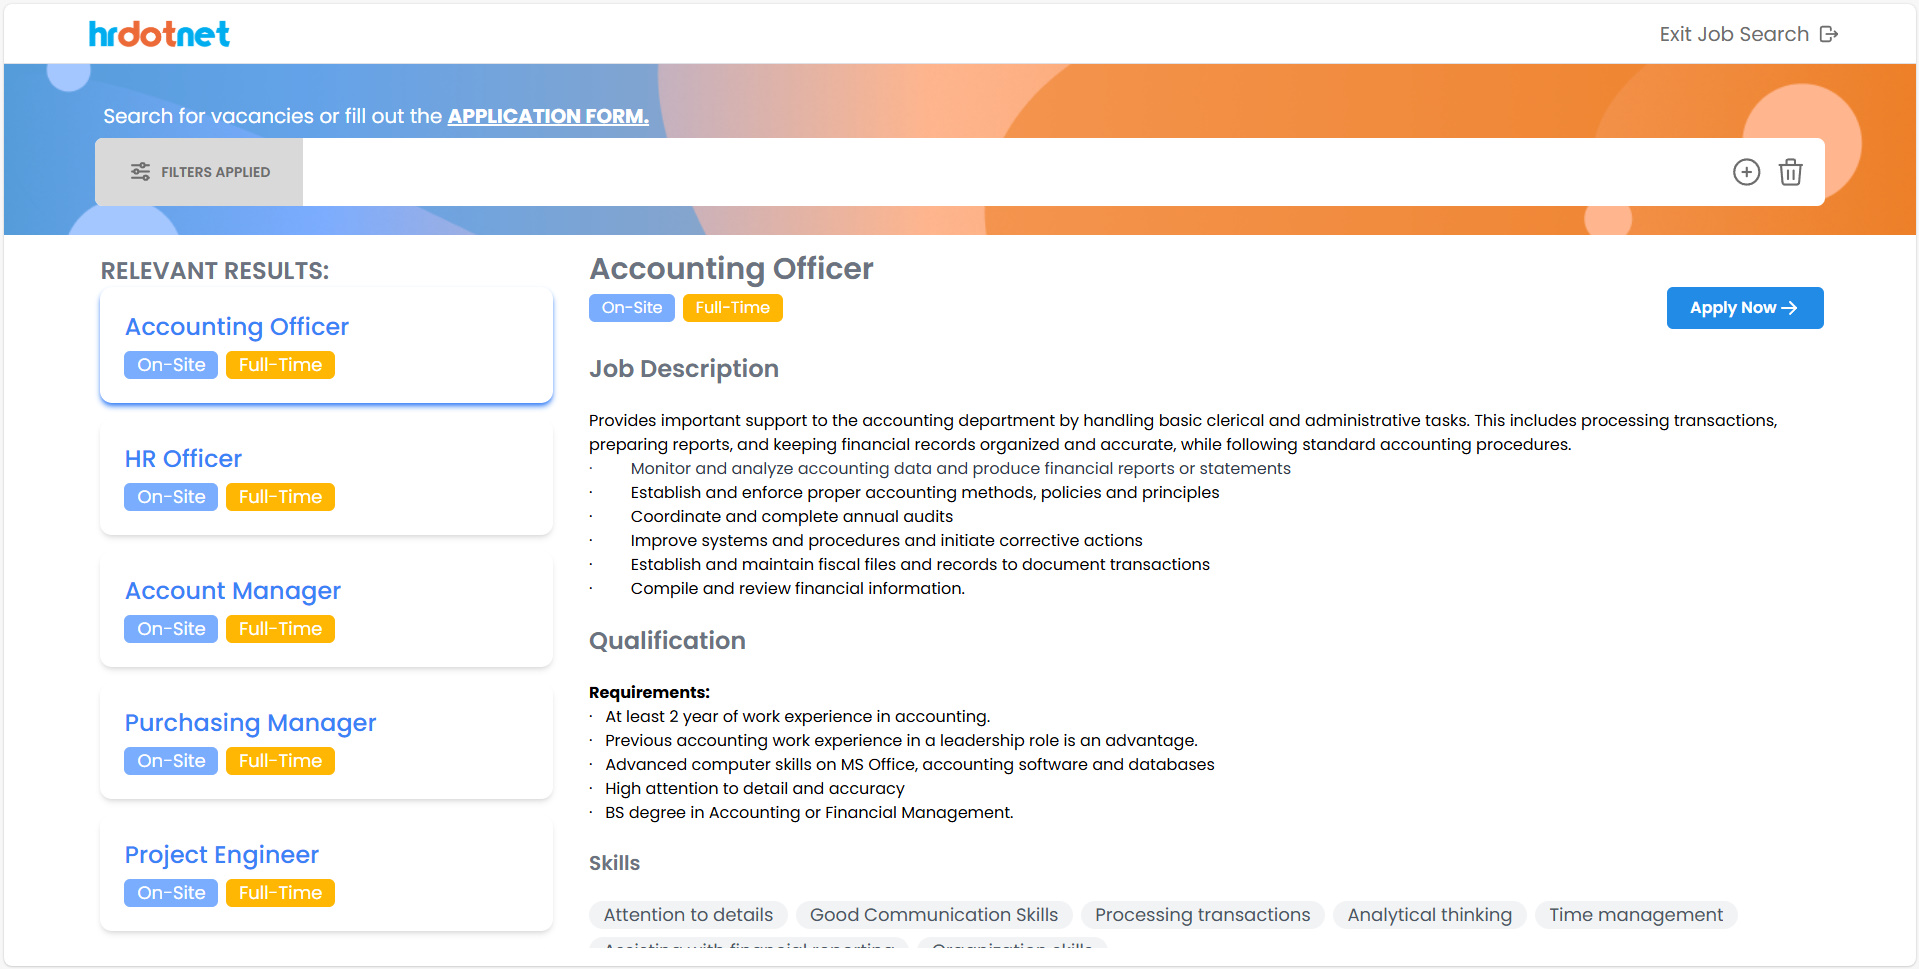 hrdotnet
Exit Job Search
Search for vacancies or fill out the APPLICATION FORM.
FILTERS APPLIED
RELEVANT RESULTS:
Accounting Officer
On-Site Full-Time
HR Officer
On-Site Full-Time
Account Manager
On-Site Full-Time
Purchasing Manager
On-Site Full-Time
Project Engineer
On-Site Full-Time
Accounting Officer
On-Site Full-Time
Apply Now
Job Description
Provides important support to the accounting department by handling basic clerical and administrative tasks. This includes processing transactions,
preparing reports, and keeping financial records organized and accurate, while following standard accounting procedures.
· Monitor and analyze accounting data and produce financial reports or statements
· Establish and enforce proper accounting methods, policies and principles
· Coordinate and complete annual audits
· Improve systems and procedures and initiate corrective actions
· Establish and maintain fiscal files and records to document transactions
· Compile and review financial information.
Qualification
Requirements:
· At least 2 year of work experience in accounting.
· Previous accounting work experience in a leadership role is an advantage.
· Advanced computer skills on MS Office, accounting software and databases
· High attention to detail and accuracy
· BS degree in Accounting or Financial Management.
Skills
Attention to details Good Communication Skills Processing transactions Analytical thinking Time management
Assisting with financial reporting Organization skills